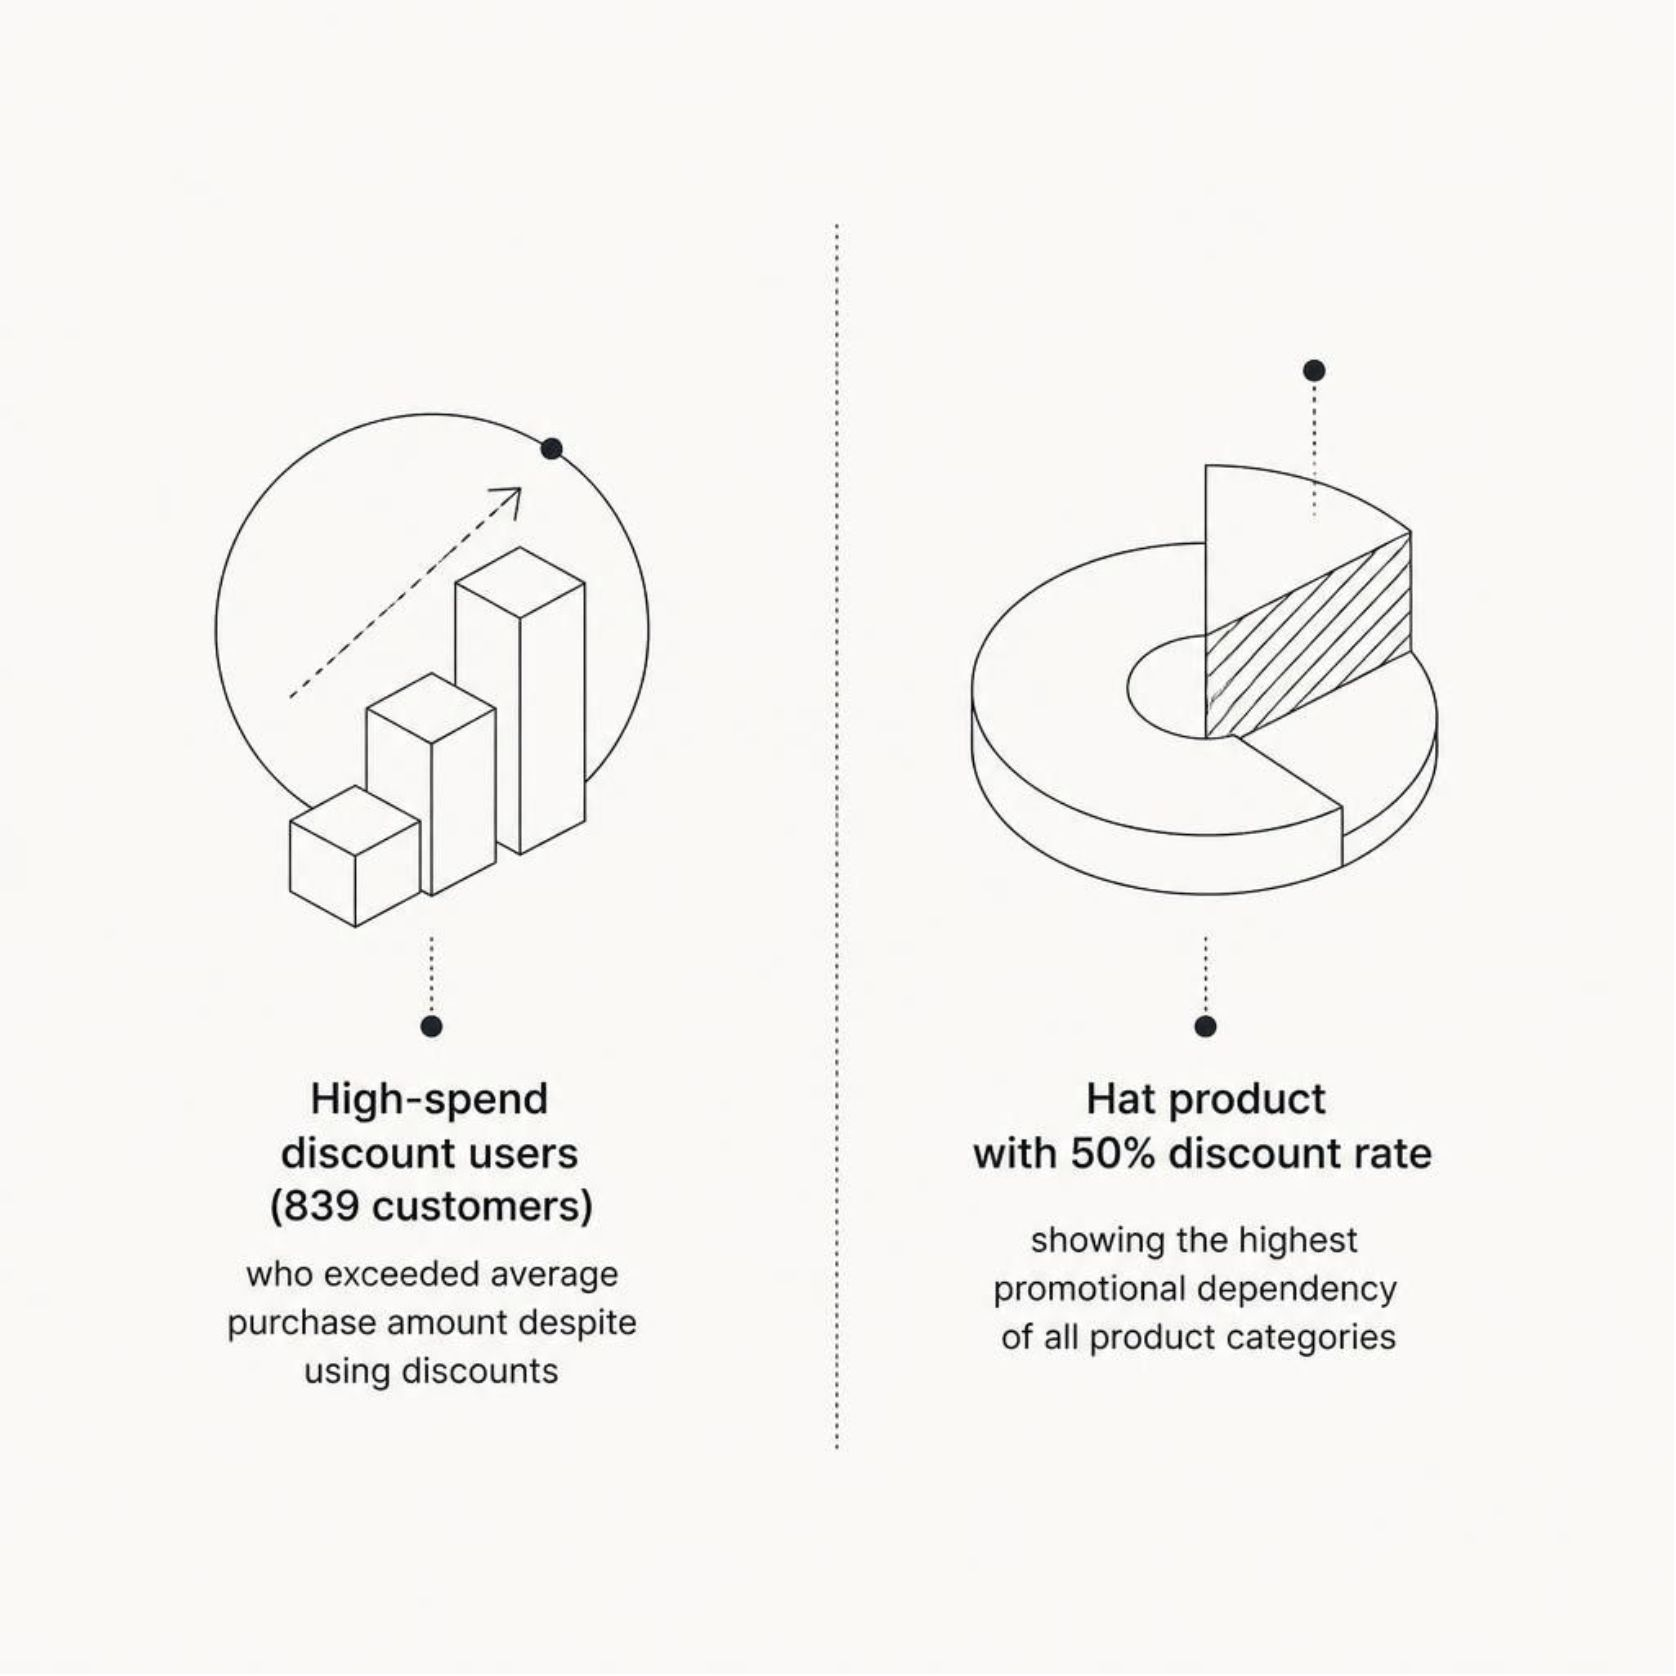 High-spend
discount users
(839 customers)
who exceeded average
purchase amount despite
using discounts
Hat product
with 50% discount rate
showing the highest
promotional dependency
of all product categories